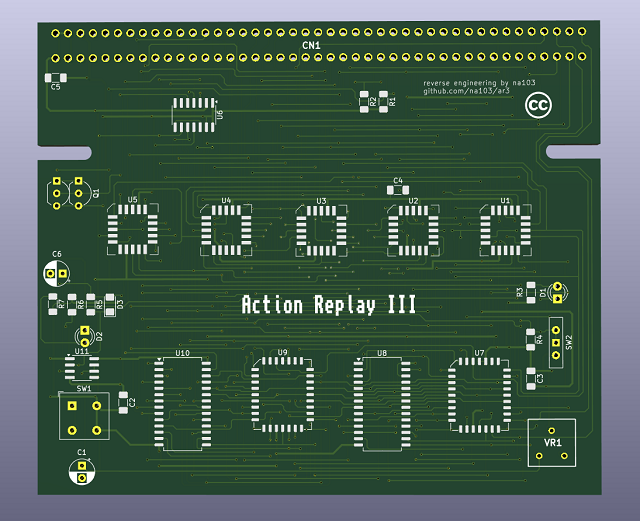 CN1
C5
reverse engineering by na103
github.com/na103/ar3
CC
R2
R1
U6
C4
Q1
U5
U4
U3
U2
U1
C6
R7
R6
R5
D3
Action Replay III
R3
D1
D2
R4
SW2
U11
U10
U9
U8
U7
C3
SW1
C2
VR1
C1